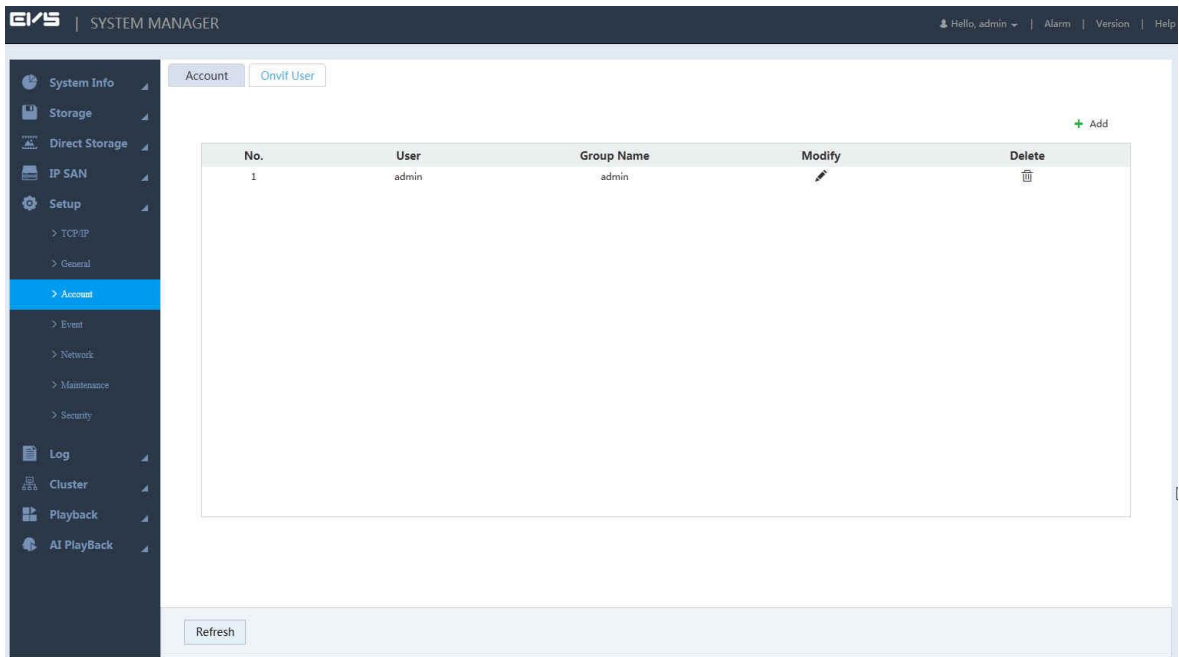 EVS | SYSTEM MANAGER
Hello, admin | Alarm | Version | Help
System Info
Storage
Direct Storage
IP SAN
Setup
> TCP/IP
> General
> Account
> Event
> Network
> Maintenance
> Security
Log
Cluster
Playback
AI PlayBack
Account
Onvif User
+ Add
No. User Group Name Modify Delete
1 admin admin
Refresh